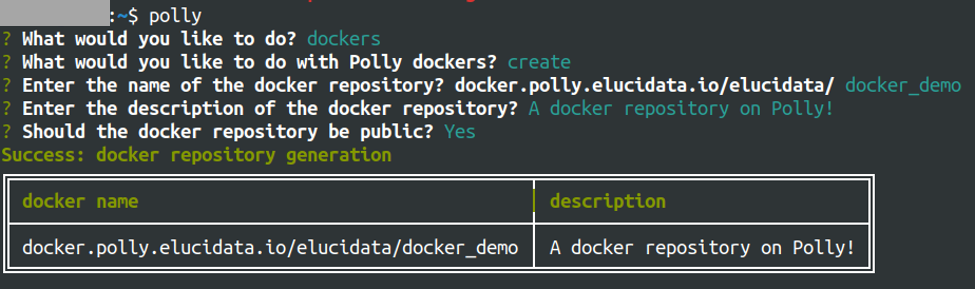 :~$ polly
? What would you like to do? dockers
? What would you like to do with Polly dockers? create
? Enter the name of the docker repository? docker.polly.elucidata.io/elucidata/ docker_demo
? Enter the description of the docker repository? A docker repository on Polly!
? Should the docker repository be public? Yes
Success: docker repository generation
docker name description
docker.polly.elucidata.io/elucidata/docker_demo A docker repository on Polly!